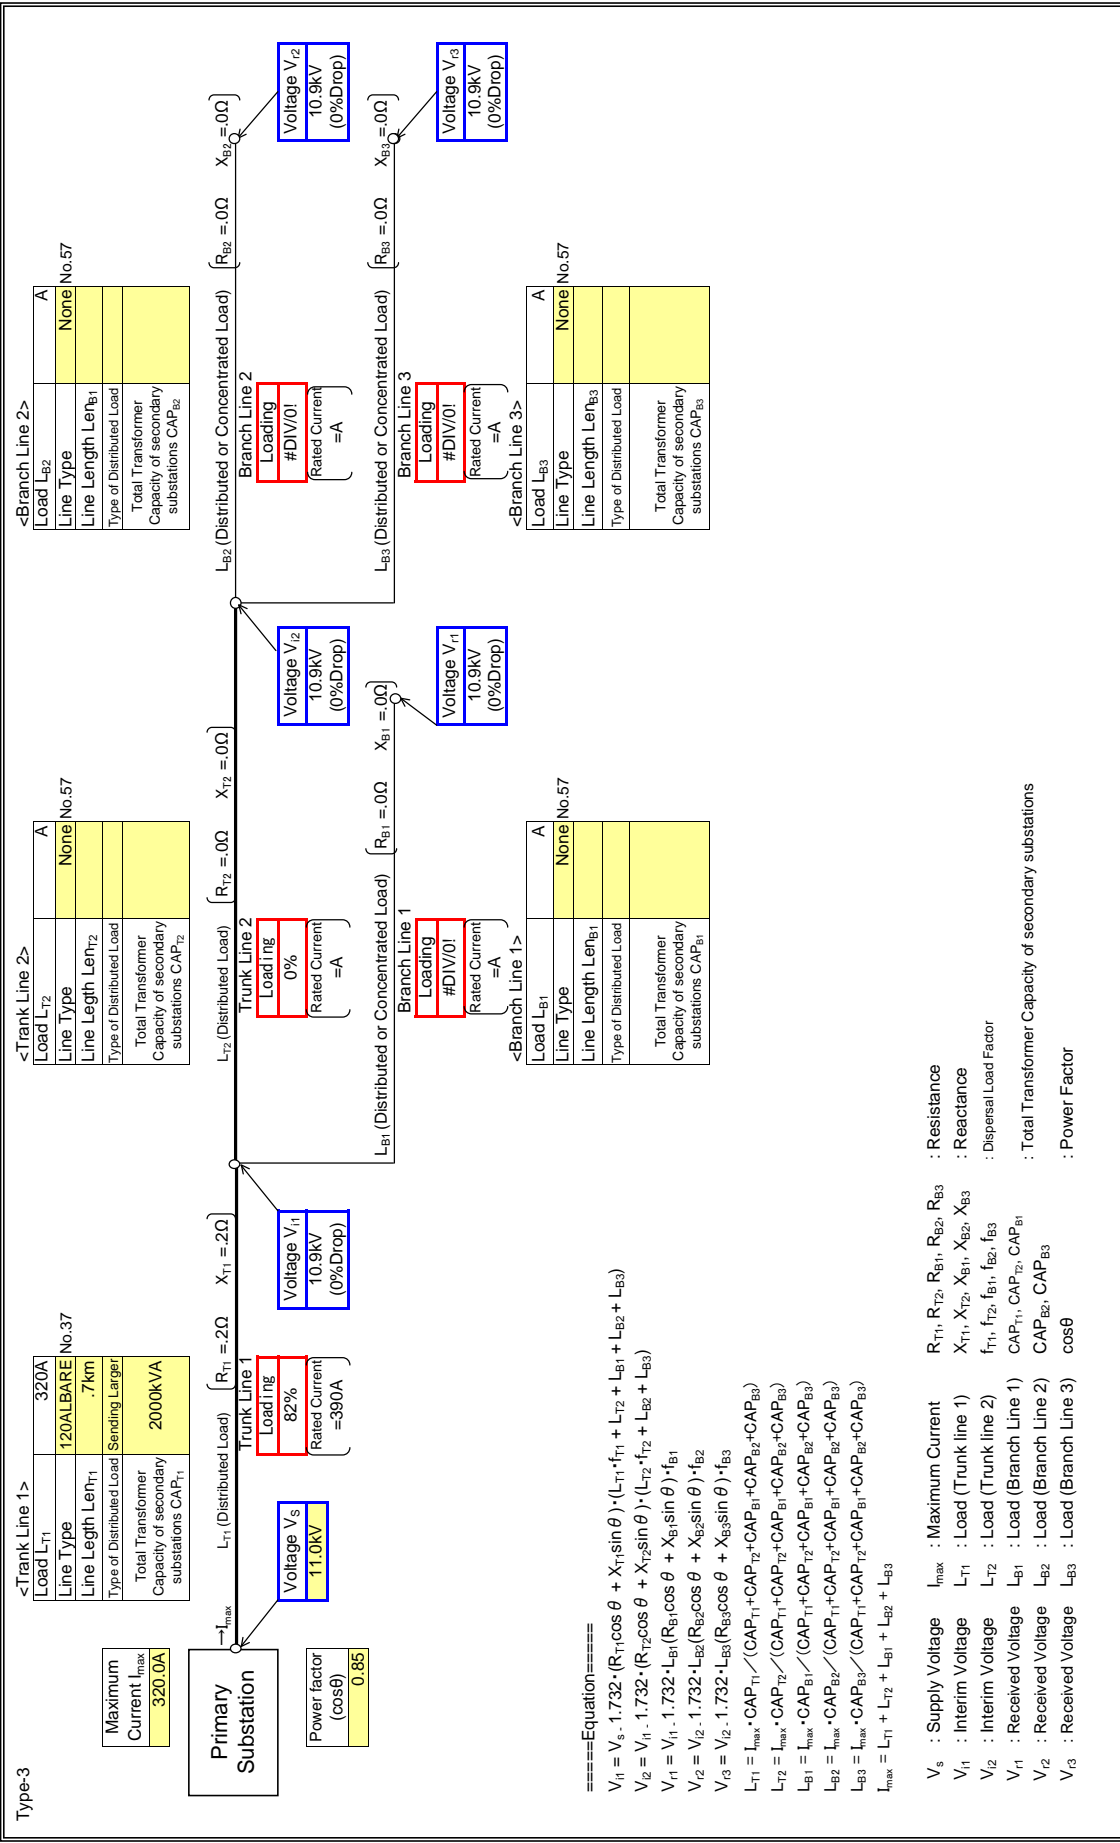 Type-3
Maximum
Current Imax
320.0A
Primary
Substation
Power factor
(cosθ)
0.85
→Imax
Voltage Vs
11.0kV
<Trank Line 1>
Load LT1 320A
Line Type 120ALBARE No.37
Line Legth LenT1 .7km
Type of Distributed Load Sending Larger
Total Transformer
Capacity of secondary
substations CAPT1
2000kVA
LT1 (Distributed Load) (RT1 =.2Ω XT1 =.2Ω)
Trunk Line 1
Loading
82%
Rated Current
=390A
Voltage Vi1
10.9kV
(0%Drop)
<Trank Line 2>
Load LT2 A
Line Type None No.57
Line Legth LenT2
Type of Distributed Load
Total Transformer
Capacity of secondary
substations CAPT2
LT2 (Distributed Load) (RT2 =.0Ω XT2 =.0Ω)
Trunk Line 2
Loading
0%
Rated Current
=A
Voltage Vi2
10.9kV
(0%Drop)
LB1 (Distributed or Concentrated Load) (RB1 =.0Ω XB1 =.0Ω)
Branch Line 1
Loading
#DIV/0!
Rated Current
=A
Voltage Vr1
10.9kV
(0%Drop)
<Branch Line 1>
Load LB1 A
Line Type None No.57
Line Length LenB1
Type of Distributed Load
Total Transformer
Capacity of secondary
substations CAPB1
<Branch Line 2>
Load LB2 A
Line Type None No.57
Line Length LenB1
Type of Distributed Load
Total Transformer
Capacity of secondary
substations CAPB2
LB2 (Distributed or Concentrated Load) (RB2 =.0Ω XB2 =.0Ω)
Branch Line 2
Loading
#DIV/0!
Rated Current
=A
Voltage Vr2
10.9kV
(0%Drop)
LB3 (Distributed or Concentrated Load) (RB3 =.0Ω XB3 =.0Ω)
Branch Line 3
Loading
#DIV/0!
Rated Current
=A
Voltage Vr3
10.9kV
(0%Drop)
<Branch Line 3>
Load LB3 A
Line Type None No.57
Line Length LenB3
Type of Distributed Load
Total Transformer
Capacity of secondary
substations CAPB3
=====Equation=====
Vi1 = Vs - 1.732・(RT1cos θ + XT1sin θ)・(LT1・fT1 + LT2 + LB1 + LB2 + LB3)
Vi2 = Vi1 - 1.732・(RT2cos θ + XT2sin θ)・(LT2・fT2 + LB2 + LB3)
Vr1 = Vi1 - 1.732・LB1(RB1cos θ + XB1sin θ)・fB1
Vr2 = Vi2 - 1.732・LB2(RB2cos θ + XB2sin θ)・fB2
Vr3 = Vi2 - 1.732・LB3(RB3cos θ + XB3sin θ)・fB3
LT1 = Imax・CAPT1／(CAPT1+CAPT2+CAPB1+CAPB2+CAPB3)
LT2 = Imax・CAPT2／(CAPT1+CAPT2+CAPB1+CAPB2+CAPB3)
LB1 = Imax・CAPB1／(CAPT1+CAPT2+CAPB1+CAPB2+CAPB3)
LB2 = Imax・CAPB2／(CAPT1+CAPT2+CAPB1+CAPB2+CAPB3)
LB3 = Imax・CAPB3／(CAPT1+CAPT2+CAPB1+CAPB2+CAPB3)
Imax = LT1 + LT2 + LB1 + LB2 + LB3
Vs : Supply Voltage Imax : Maximum Current RT1, RT2, RB1, RB2, RB3 : Resistance
Vi1 : Interim Voltage LT1 : Load (Trunk line 1) XT1, XT2, XB1, XB2, XB3 : Reactance
Vi2 : Interim Voltage LT2 : Load (Trunk line 2) fT1, fT2, fB1, fB2, fB3 : Dispersal Load Factor
Vr1 : Received Voltage LB1 : Load (Branch Line 1) CAPT1, CAPT2, CAPB1
Vr2 : Received Voltage LB2 : Load (Branch Line 2) CAPB2, CAPB3 : Total Transformer Capacity of secondary substations
Vr3 : Received Voltage LB3 : Load (Branch Line 3) cosθ : Power Factor